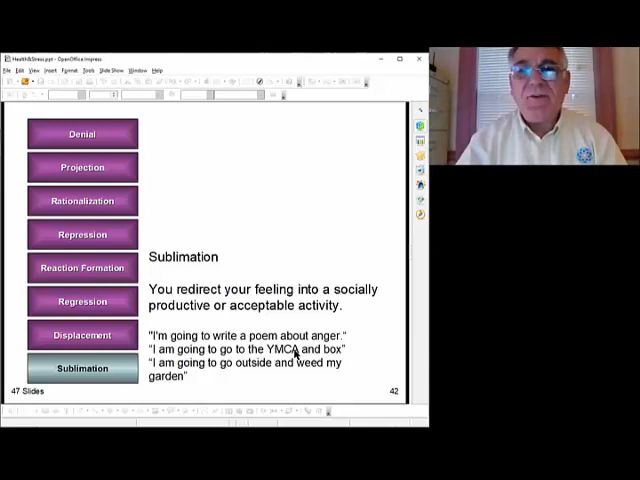 Health&Stress.ppt - OpenOffice Impress
File Edit View Insert Format Tools Slide Show Window Help
Denial
Projection
Rationalization
Repression
Reaction Formation
Regression
Displacement
Sublimation
Sublimation
You redirect your feeling into a socially
productive or acceptable activity.
"I'm going to write a poem about anger."
"I am going to go to the YMCA and box"
"I am going to go outside and weed my
garden"
47 Slides
42